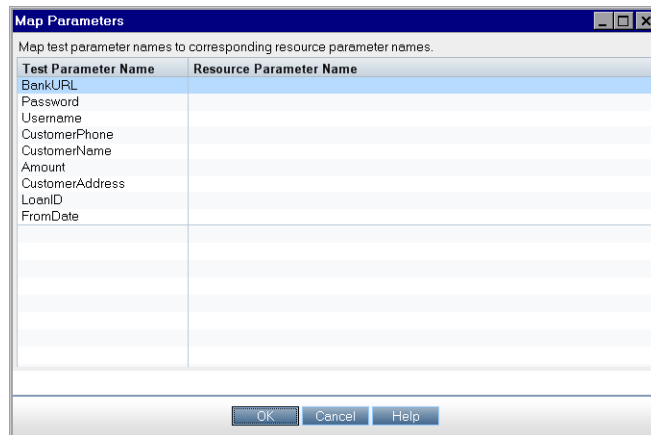 Map Parameters
Map test parameter names to corresponding resource parameter names.
Test Parameter Name Resource Parameter Name
BankURL
Password
Username
CustomerPhone
CustomerName
Amount
CustomerAddress
LoanID
FromDate
OK Cancel Help